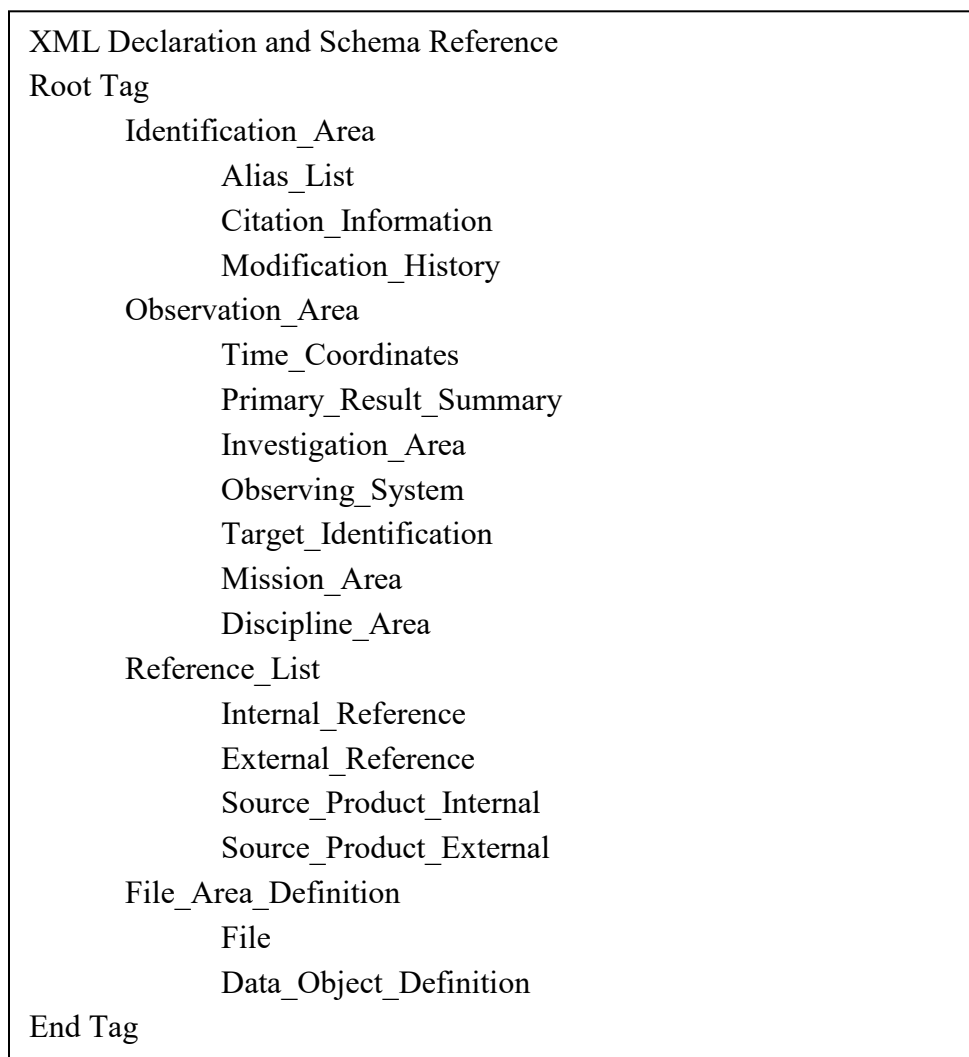 XML Declaration and Schema Reference
Root Tag
Identification_Area
Alias_List
Citation_Information
Modification_History
Observation_Area
Time_Coordinates
Primary_Result_Summary
Investigation_Area
Observing_System
Target_Identification
Mission_Area
Discipline_Area
Reference_List
Internal_Reference
External_Reference
Source_Product_Internal
Source_Product_External
File_Area_Definition
File
Data_Object_Definition
End Tag